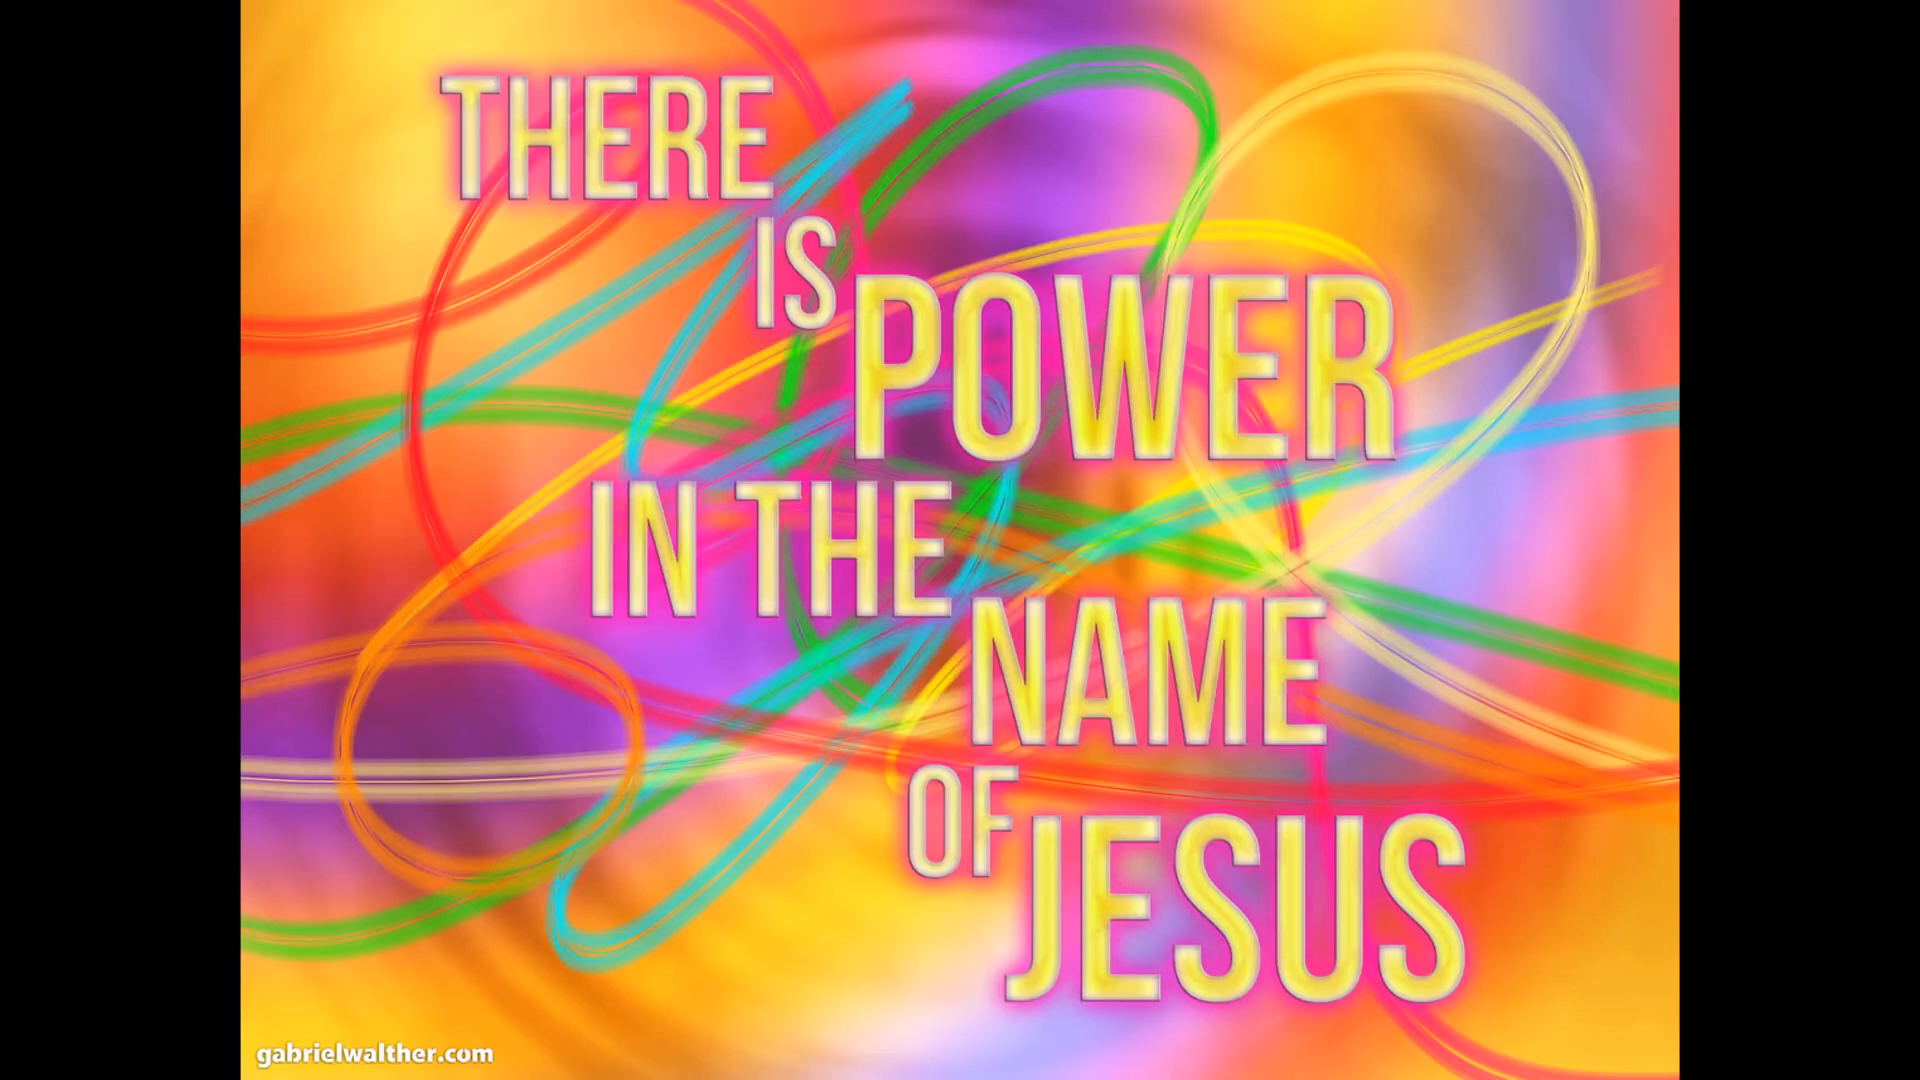 THERE
IS
POWER
IN THE
NAME
OF
JESUS
gabrielwalther.com